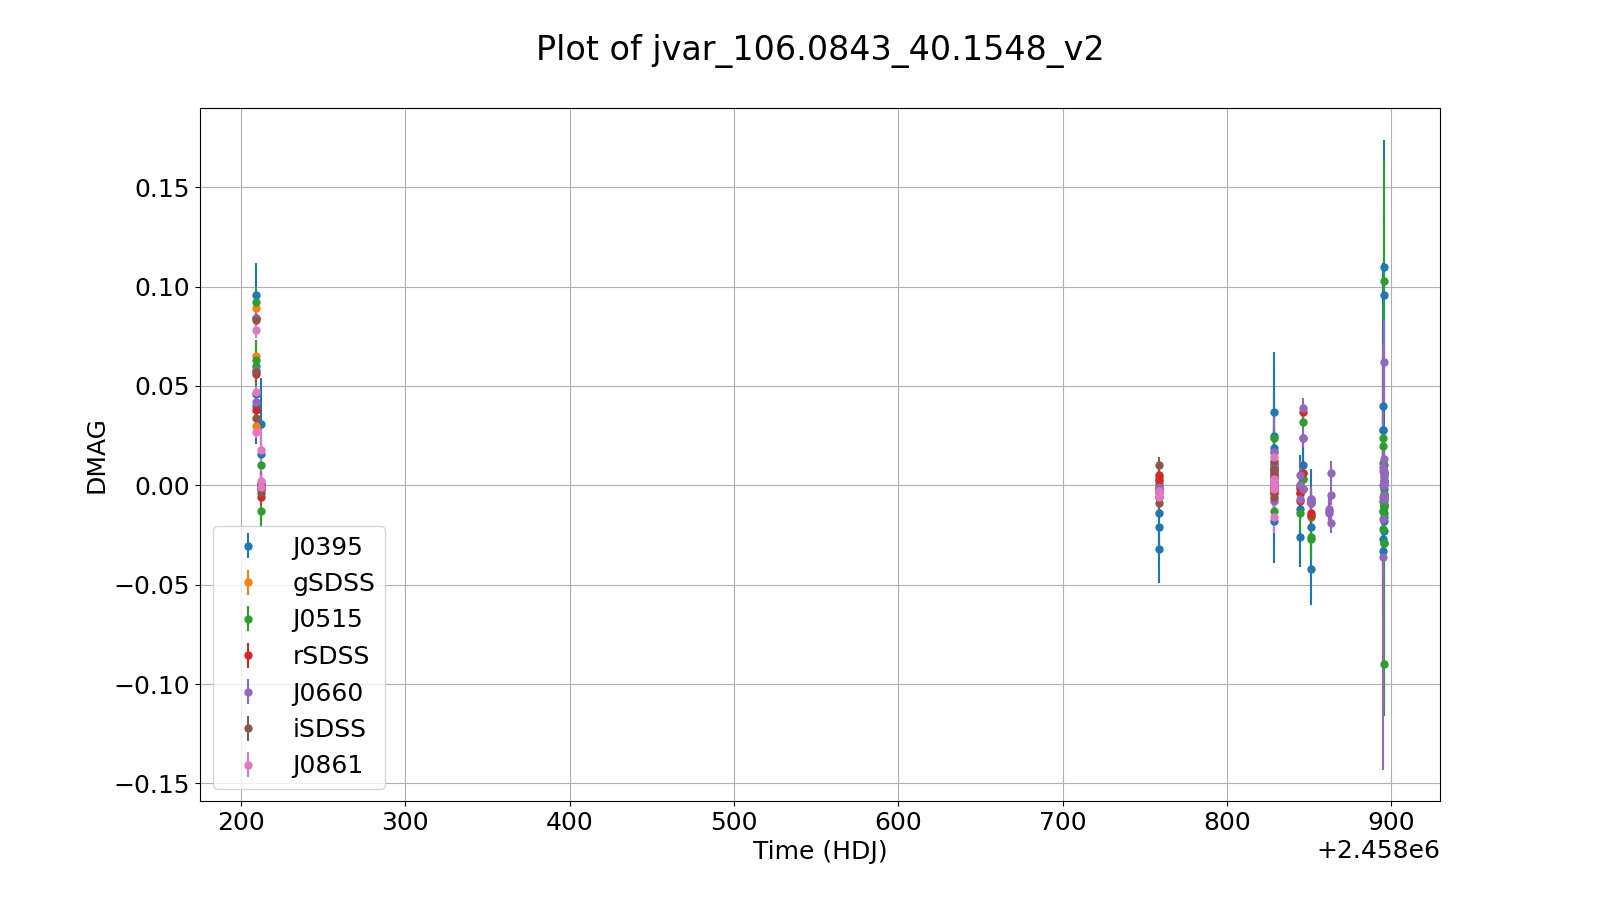 Plot of jvar_106.0843_40.1548_v2
DMAG
0.15
0.10
0.05
0.00
−0.05
−0.10
−0.15
J0395
gSDSS
J0515
rSDSS
J0660
iSDSS
J0861
200 300 400 500 600 700 800 900
Time (HDJ)
+2.458e6